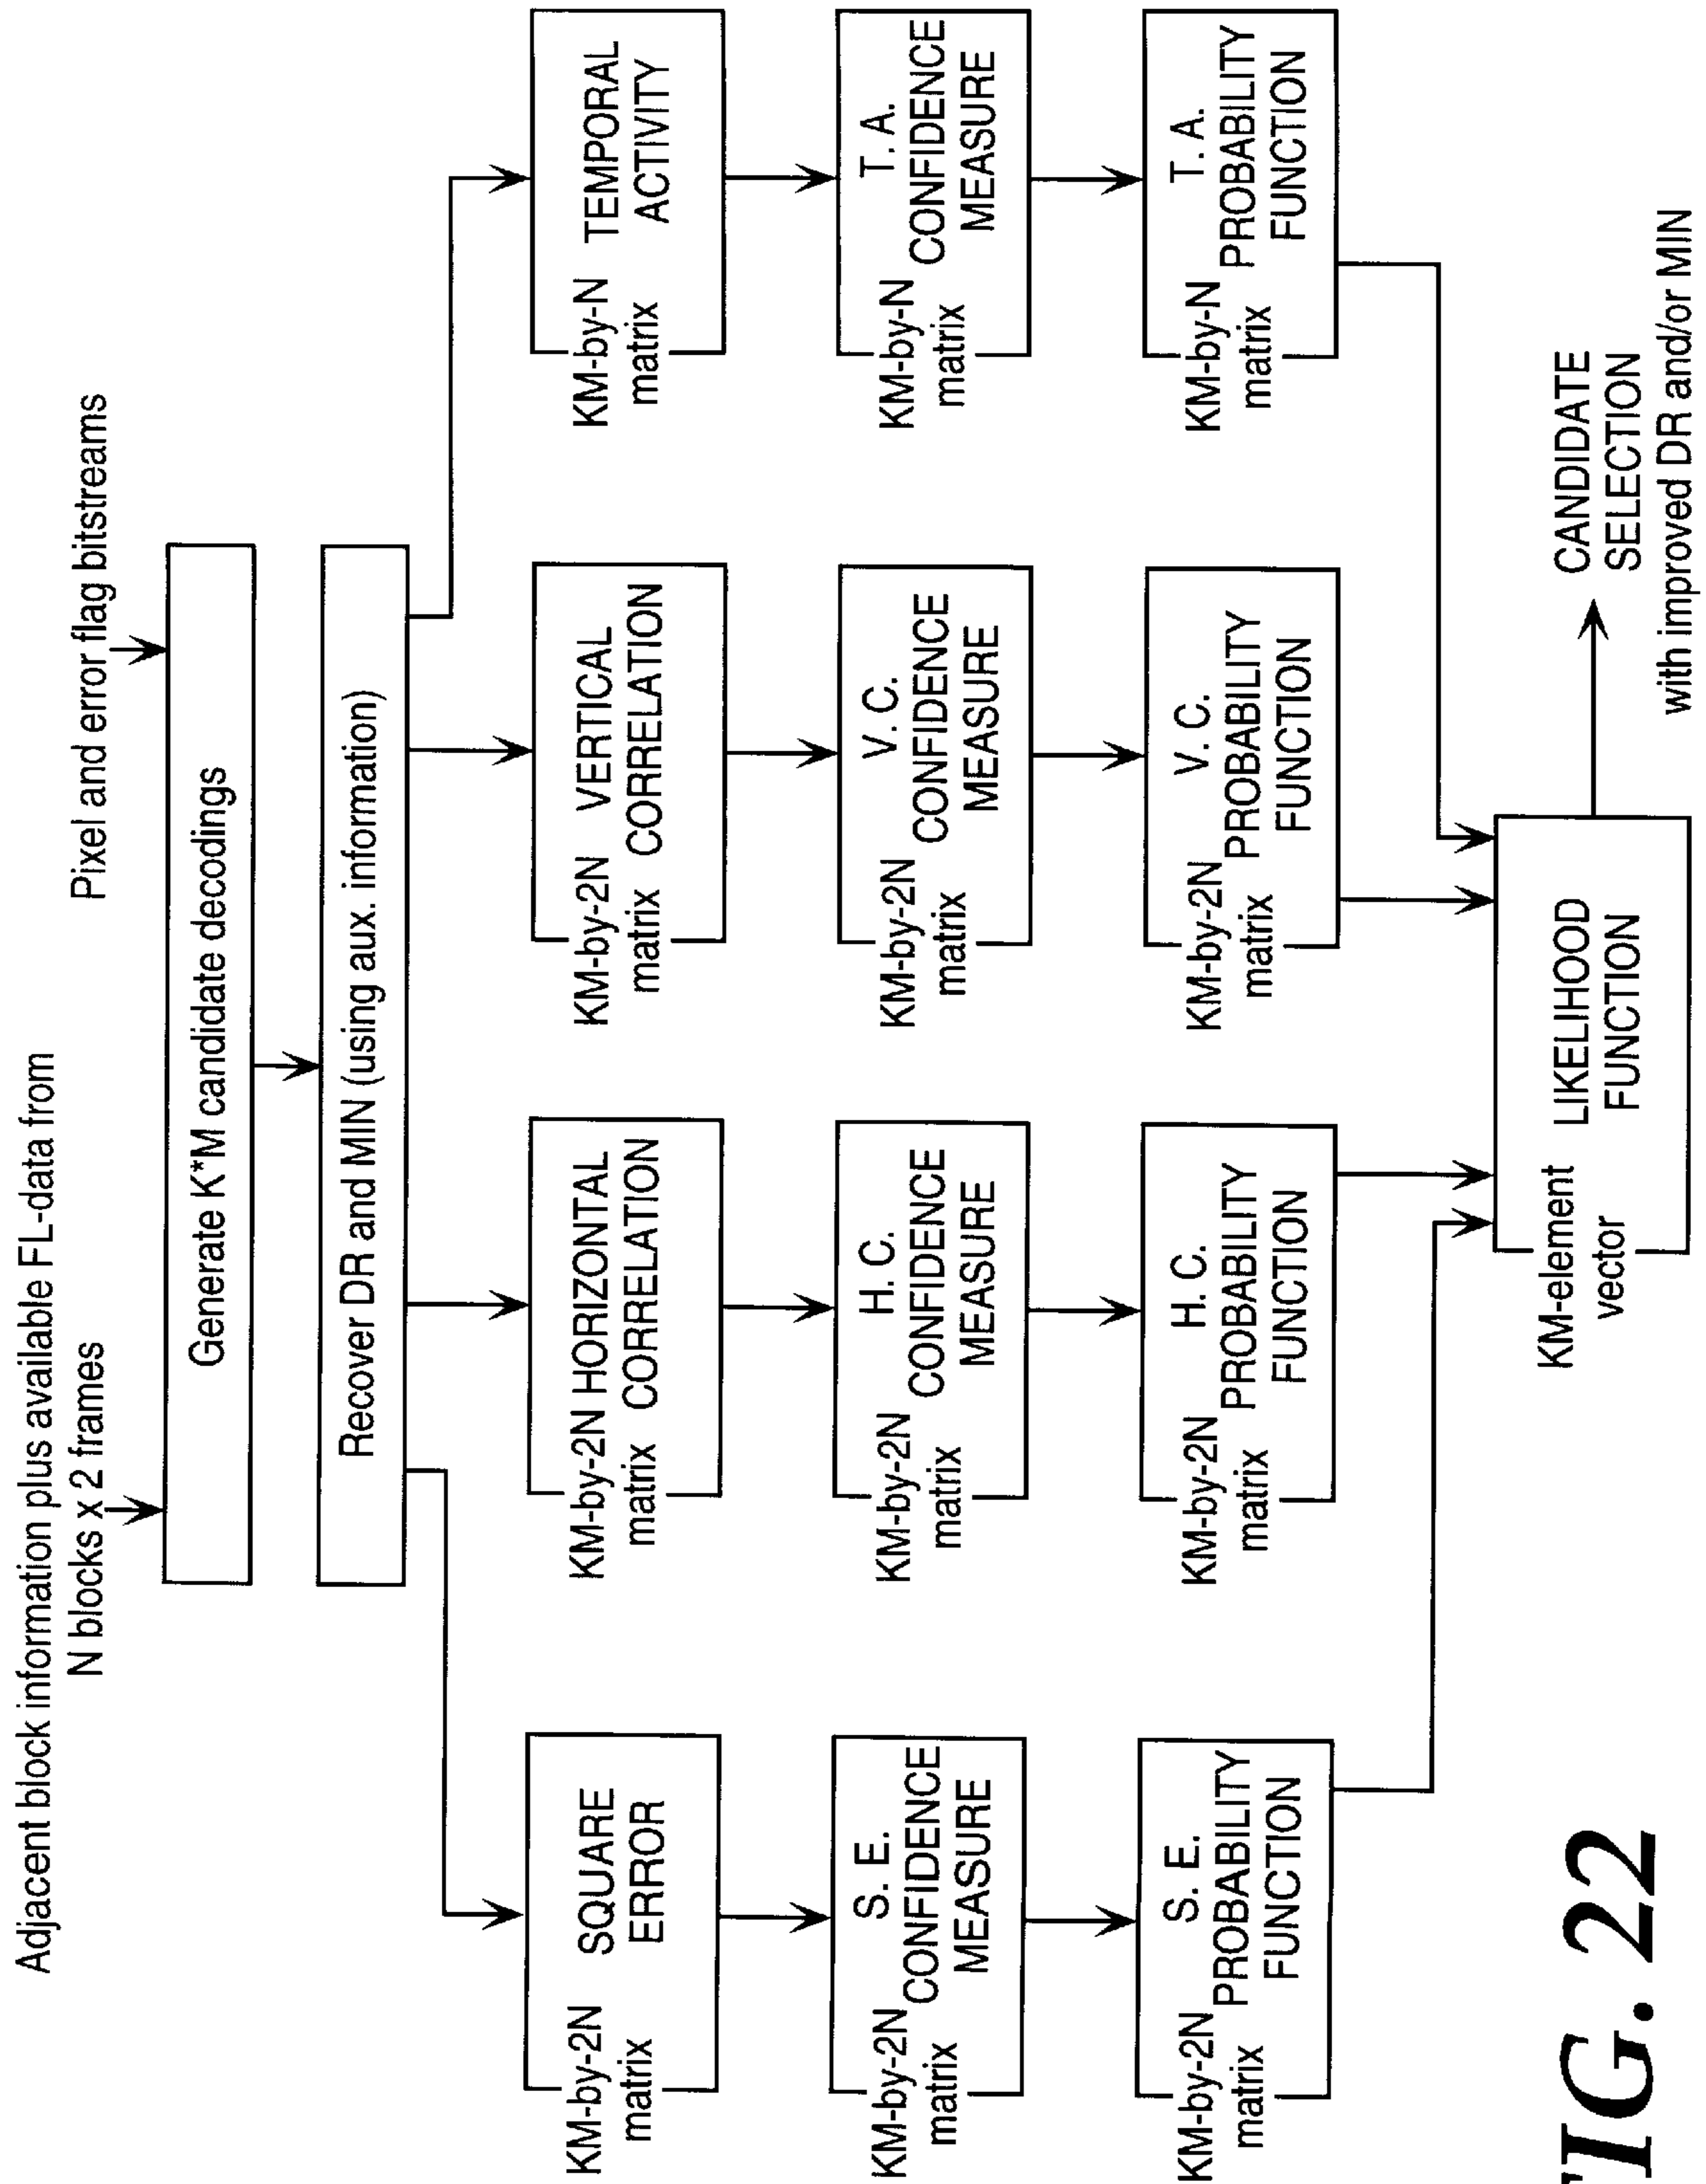 Adjacent block information plus available FL-data from
N blocks x 2 frames
Pixel and error flag bitstreams
Generate K*M candidate decodings
Recover DR and MIN (using aux. information)
KM-by-2N
matrix
SQUARE
ERROR
KM-by-2N
matrix
HORIZONTAL
CORRELATION
KM-by-2N
matrix
VERTICAL
CORRELATION
KM-by-N
matrix
TEMPORAL
ACTIVITY
KM-by-2N
matrix
S. E.
CONFIDENCE
MEASURE
KM-by-2N
matrix
H. C.
CONFIDENCE
MEASURE
KM-by-2N
matrix
V. C.
CONFIDENCE
MEASURE
KM-by-N
matrix
T. A.
CONFIDENCE
MEASURE
KM-by-2N
matrix
S. E.
PROBABILITY
FUNCTION
KM-by-2N
matrix
H. C.
PROBABILITY
FUNCTION
KM-by-2N
matrix
V. C.
PROBABILITY
FUNCTION
KM-by-N
matrix
T. A.
PROBABILITY
FUNCTION
KM-element
vector
LIKELIHOOD
FUNCTION
CANDIDATE
SELECTION
with improved DR and/or MIN
FIG. 22